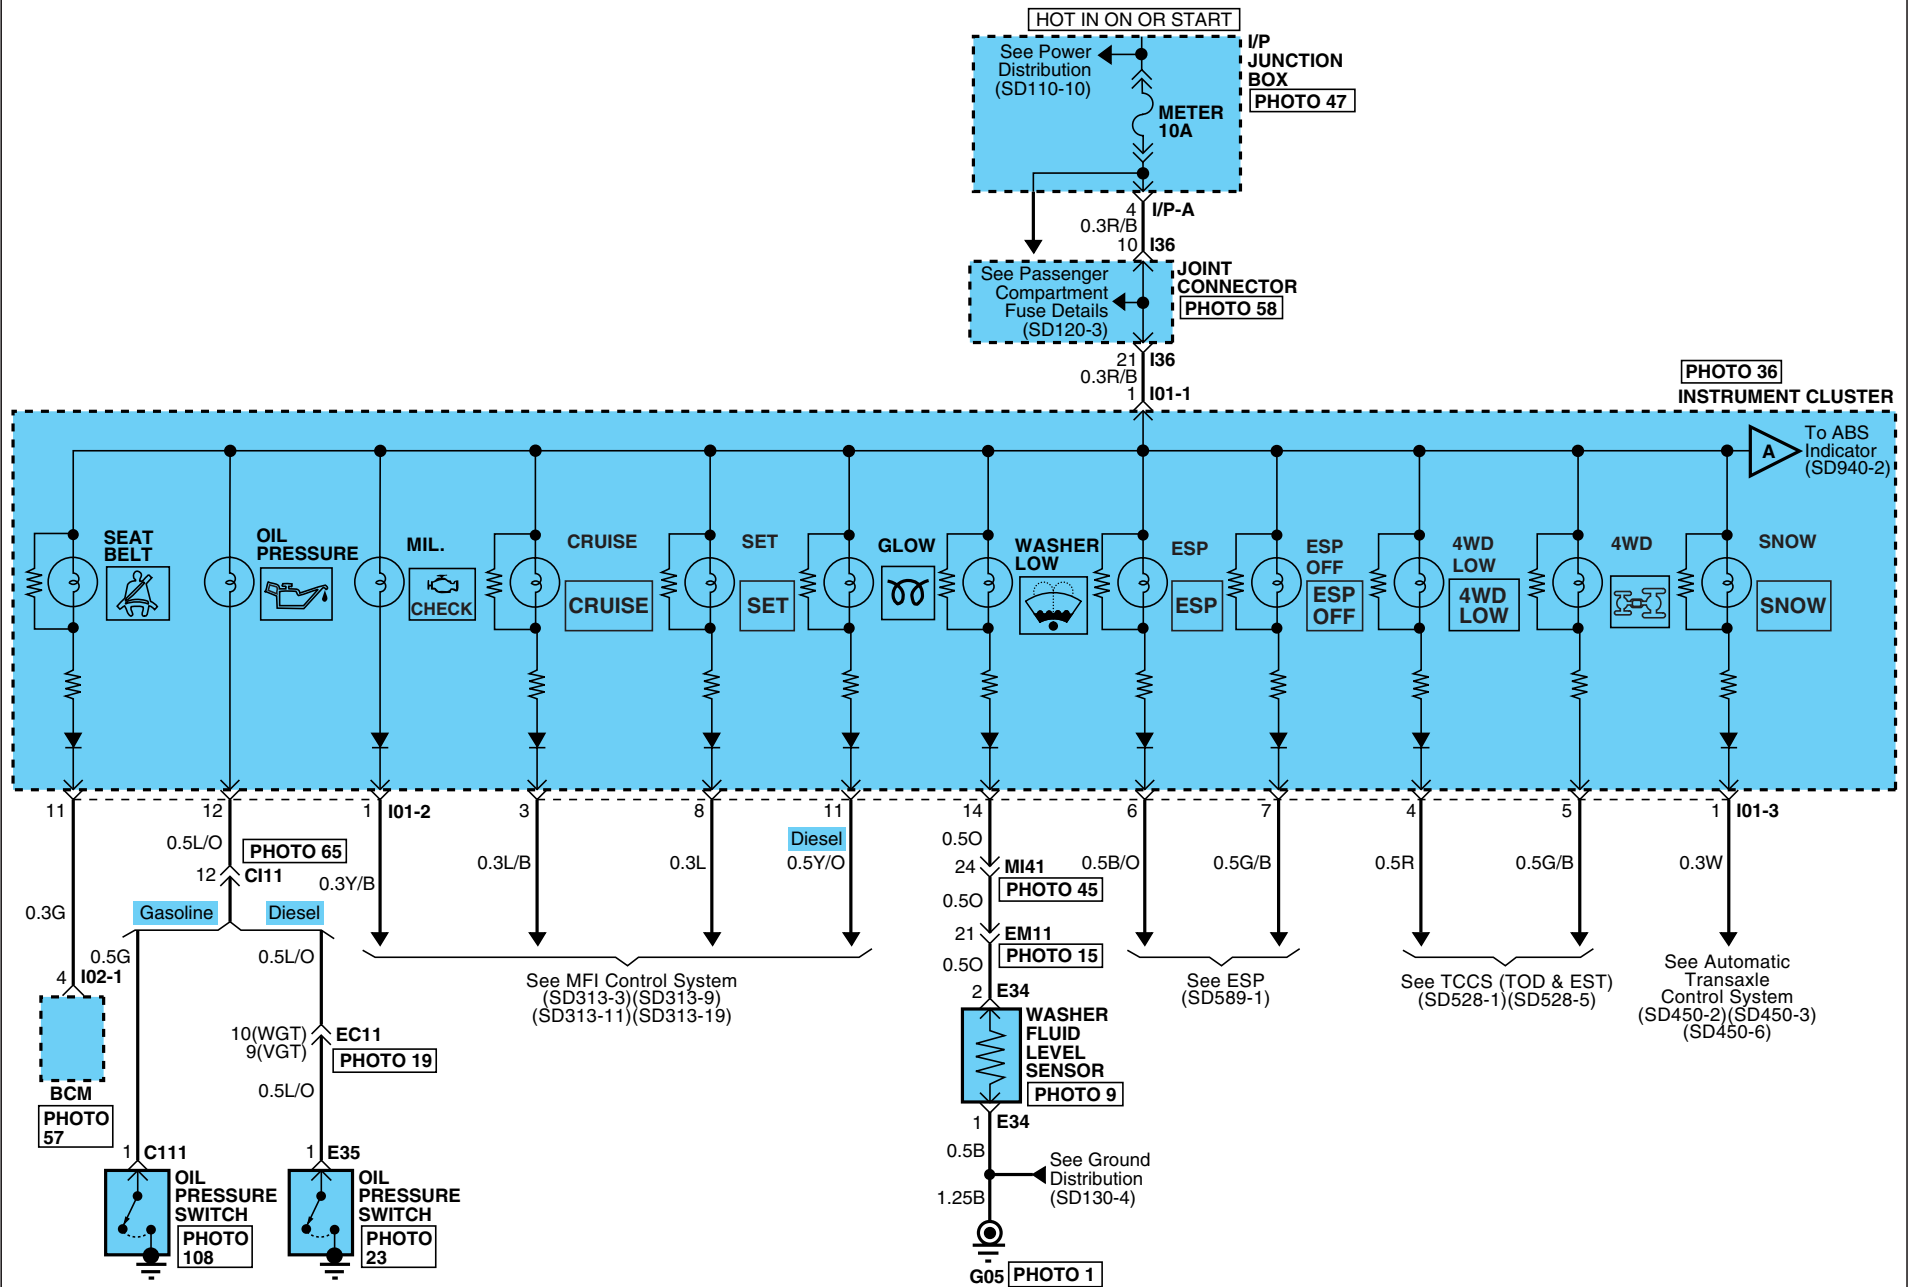 HOT IN ON OR START
See Power
Distribution
(SD110-10)
METER
10A
I/P
JUNCTION
BOX
PHOTO 47
4 I/P-A
0.3R/B
10 I36
See Passenger
Compartment
Fuse Details
(SD120-3)
JOINT
CONNECTOR
PHOTO 58
21 I36
0.3R/B
1 I01-1
PHOTO 36
INSTRUMENT CLUSTER
A
To ABS
Indicator
(SD940-2)
SEAT
BELT
OIL
PRESSURE
MIL.
CHECK
CRUISE
CRUISE
SET
SET
GLOW
WASHER
LOW
ESP
ESP
ESP
OFF
ESP
OFF
4WD
LOW
4WD
LOW
4WD
SNOW
SNOW
11
12
1 I01-2
3
8
11
14
6
7
4
5
1 I01-3
0.5L/O
PHOTO 65
12 CI11
0.3Y/B
0.3L/B
0.3L
Diesel
0.5Y/O
0.5O
24 MI41
PHOTO 45
0.5O
21 EM11
PHOTO 15
0.5O
2 E34
0.5B/O
0.5G/B
0.5R
0.5G/B
0.3W
0.3G
Gasoline
Diesel
0.5G
0.5L/O
4 I02-1
BCM
PHOTO
57
10(WGT)
9(VGT)
EC11
PHOTO 19
0.5L/O
See MFI Control System
(SD313-3)(SD313-9)
(SD313-11)(SD313-19)
WASHER
FLUID
LEVEL
SENSOR
PHOTO 9
1 E34
0.5B
See Ground
Distribution
(SD130-4)
1.25B
G05 PHOTO 1
See ESP
(SD589-1)
See TCCS (TOD & EST)
(SD528-1)(SD528-5)
See Automatic
Transaxle
Control System
(SD450-2)(SD450-3)
(SD450-6)
1 C111
OIL
PRESSURE
SWITCH
PHOTO
108
1 E35
OIL
PRESSURE
SWITCH
PHOTO
23